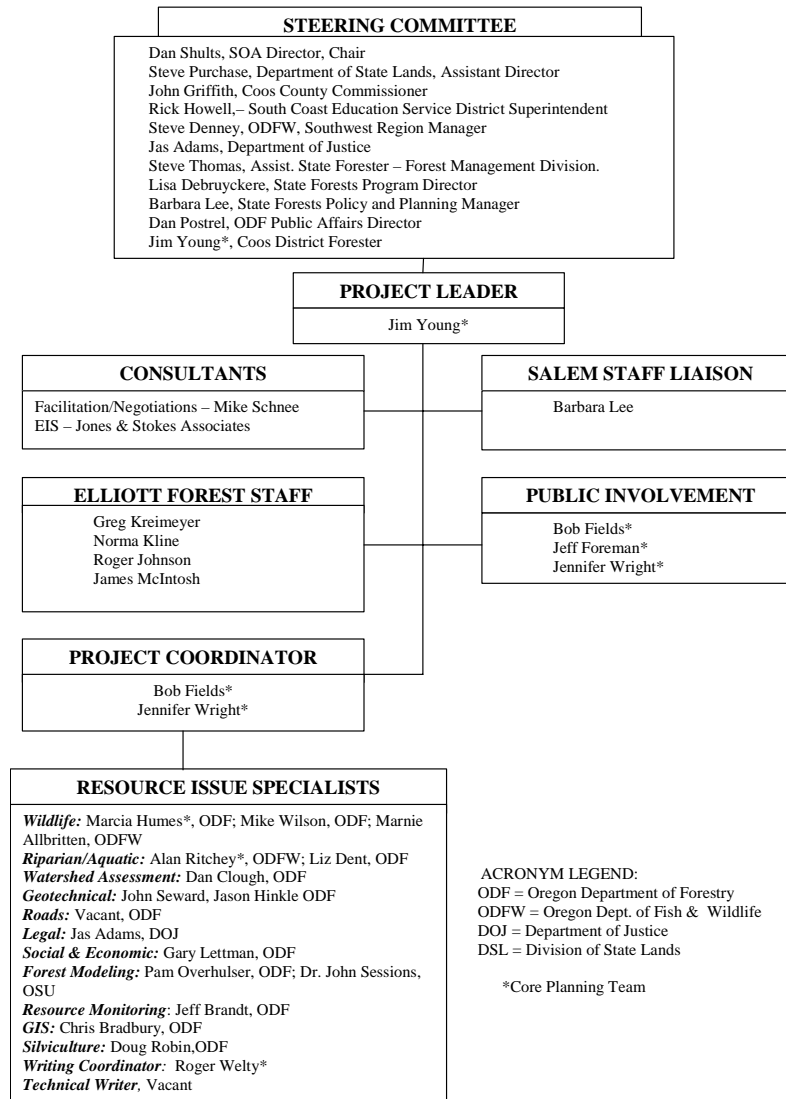 STEERING COMMITTEE
Dan Shults, SOA Director, Chair
Steve Purchase, Department of State Lands, Assistant Director
John Griffith, Coos County Commissioner
Rick Howell,– South Coast Education Service District Superintendent
Steve Denney, ODFW, Southwest Region Manager
Jas Adams, Department of Justice
Steve Thomas, Assist. State Forester – Forest Management Division.
Lisa Debruyckere, State Forests Program Director
Barbara Lee, State Forests Policy and Planning Manager
Dan Postrel, ODF Public Affairs Director
Jim Young*, Coos District Forester
PROJECT LEADER
Jim Young*
CONSULTANTS
Facilitation/Negotiations – Mike Schnee
EIS – Jones & Stokes Associates
SALEM STAFF LIAISON
Barbara Lee
ELLIOTT FOREST STAFF
Greg Kreimeyer
Norma Kline
Roger Johnson
James McIntosh
PUBLIC INVOLVEMENT
Bob Fields*
Jeff Foreman*
Jennifer Wright*
PROJECT COORDINATOR
Bob Fields*
Jennifer Wright*
RESOURCE ISSUE SPECIALISTS
Wildlife: Marcia Humes*, ODF; Mike Wilson, ODF; Marnie
Allbritten, ODFW
Riparian/Aquatic: Alan Ritchey*, ODFW; Liz Dent, ODF
Watershed Assessment: Dan Clough, ODF
Geotechnical: John Seward, Jason Hinkle ODF
Roads: Vacant, ODF
Legal: Jas Adams, DOJ
Social & Economic: Gary Lettman, ODF
Forest Modeling: Pam Overhulser, ODF; Dr. John Sessions,
OSU
Resource Monitoring: Jeff Brandt, ODF
GIS: Chris Bradbury, ODF
Silviculture: Doug Robin,ODF
Writing Coordinator: Roger Welty*
Technical Writer, Vacant
ACRONYM LEGEND:
ODF = Oregon Department of Forestry
ODFW = Oregon Dept. of Fish & Wildlife
DOJ = Department of Justice
DSL = Division of State Lands
*Core Planning Team